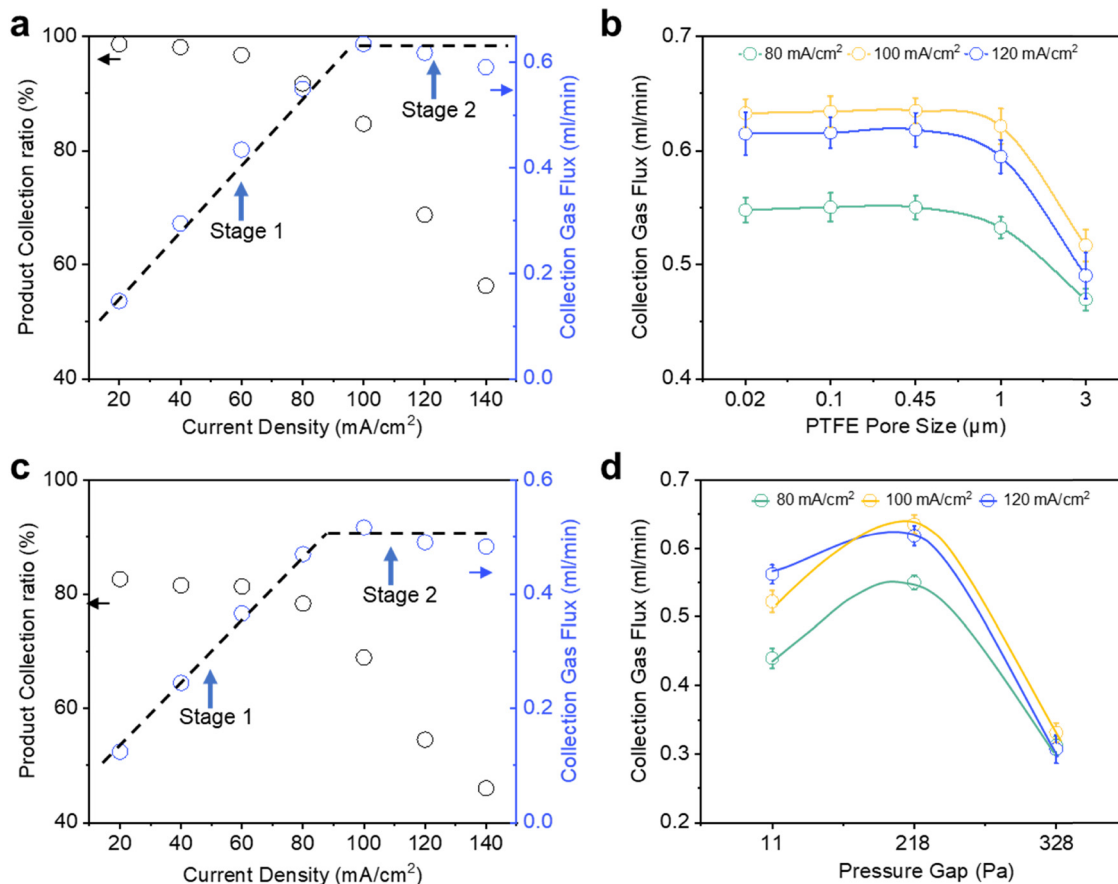 a
100
80
60
40
Product Collection ratio (%)
20 40 60 80 100 120 140
Current Density (mA/cm²)
Stage 1
Stage 2
0.6
0.4
0.2
0.0
Collection Gas Flux (ml/min)
b
0.7
0.6
0.5
0.4
Collection Gas Flux (ml/min)
80 mA/cm² 100 mA/cm² 120 mA/cm²
0.02 0.1 0.45 1 3
PTFE Pore Size (μm)
c
100
80
60
40
Product Collection ratio (%)
20 40 60 80 100 120 140
Current Density (mA/cm²)
Stage 1
Stage 2
0.6
0.4
0.2
0.0
Collection Gas Flux (ml/min)
d
0.7
0.6
0.5
0.4
0.3
0.2
Collection Gas Flux (ml/min)
80 mA/cm² 100 mA/cm² 120 mA/cm²
11 218 328
Pressure Gap (Pa)